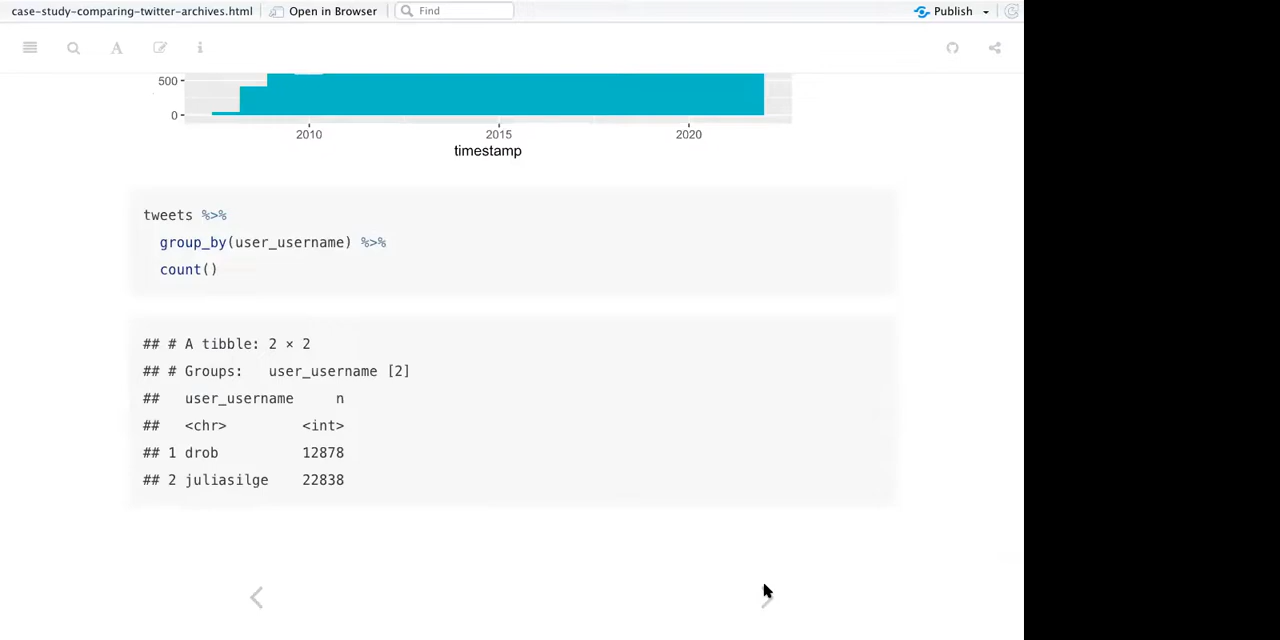 case-study-comparing-twitter-archives.html Open in Browser Find Publish
500
0
2010 2015 2020
timestamp
tweets %>%
group_by(user_username) %>%
count()
## # A tibble: 2 × 2
## # Groups: user_username [2]
## user_username n
## <chr> <int>
## 1 drob 12878
## 2 juliasilge 22838